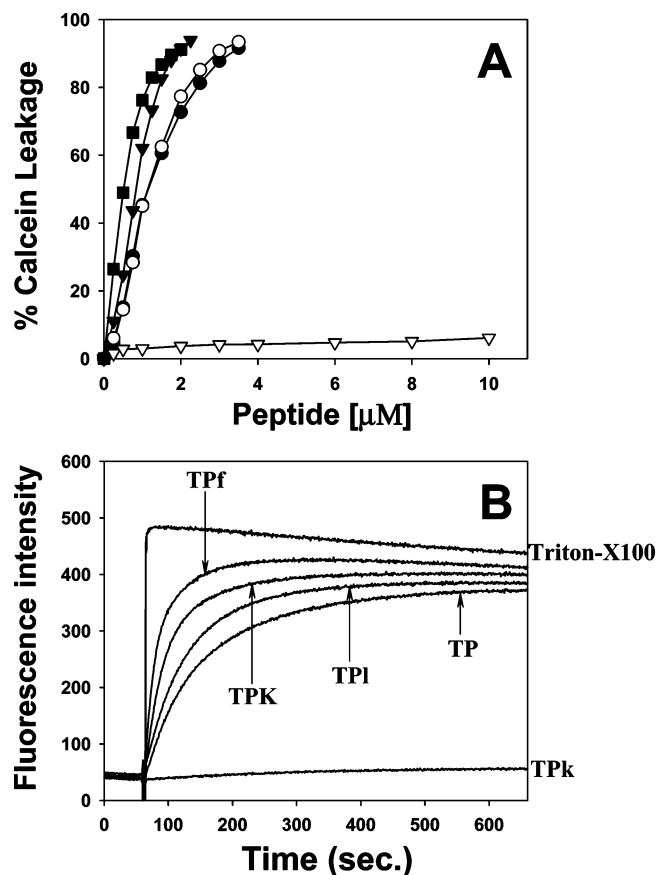 A
% Calcein Leakage
100
80
60
40
20
0
0 2 4 6 8 10
Peptide [μM]
B
Fluorescence intensity
600
500
400
300
200
100
0
TPf
Triton-X100
TPK
TPl
TP
TPk
0 100 200 300 400 500 600
Time (sec.)